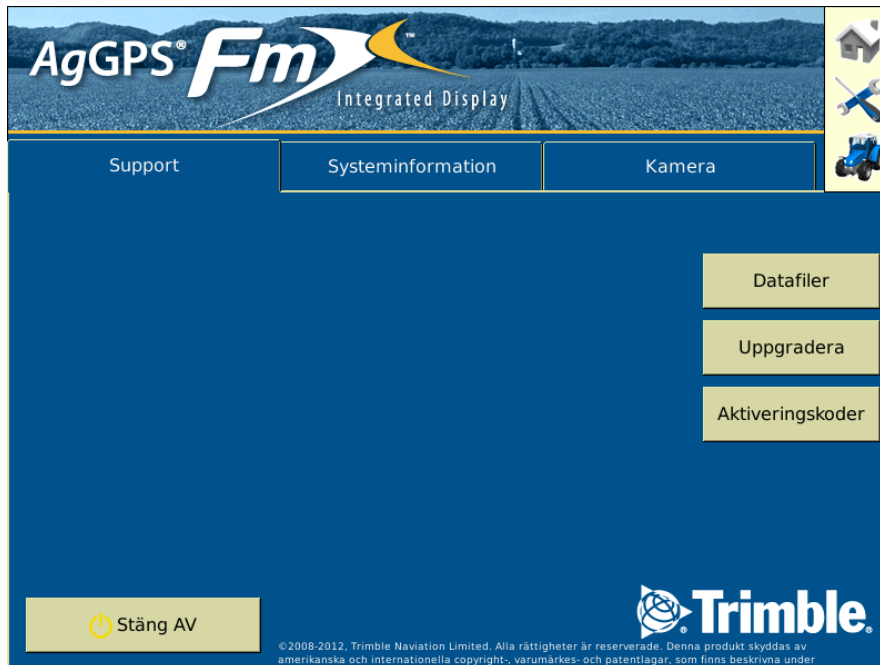 AgGPS® FmX™
Integrated Display
Support
Systeminformation
Kamera
Datafiler
Uppgradera
Aktiveringskoder
Stäng AV
Trimble.
©2008-2012, Trimble Naviation Limited. Alla rättigheter är reserverade. Denna produkt skyddas av
amerikanska och internationella copyright-, varumärkes- och patentlagar, som finns beskrivna under